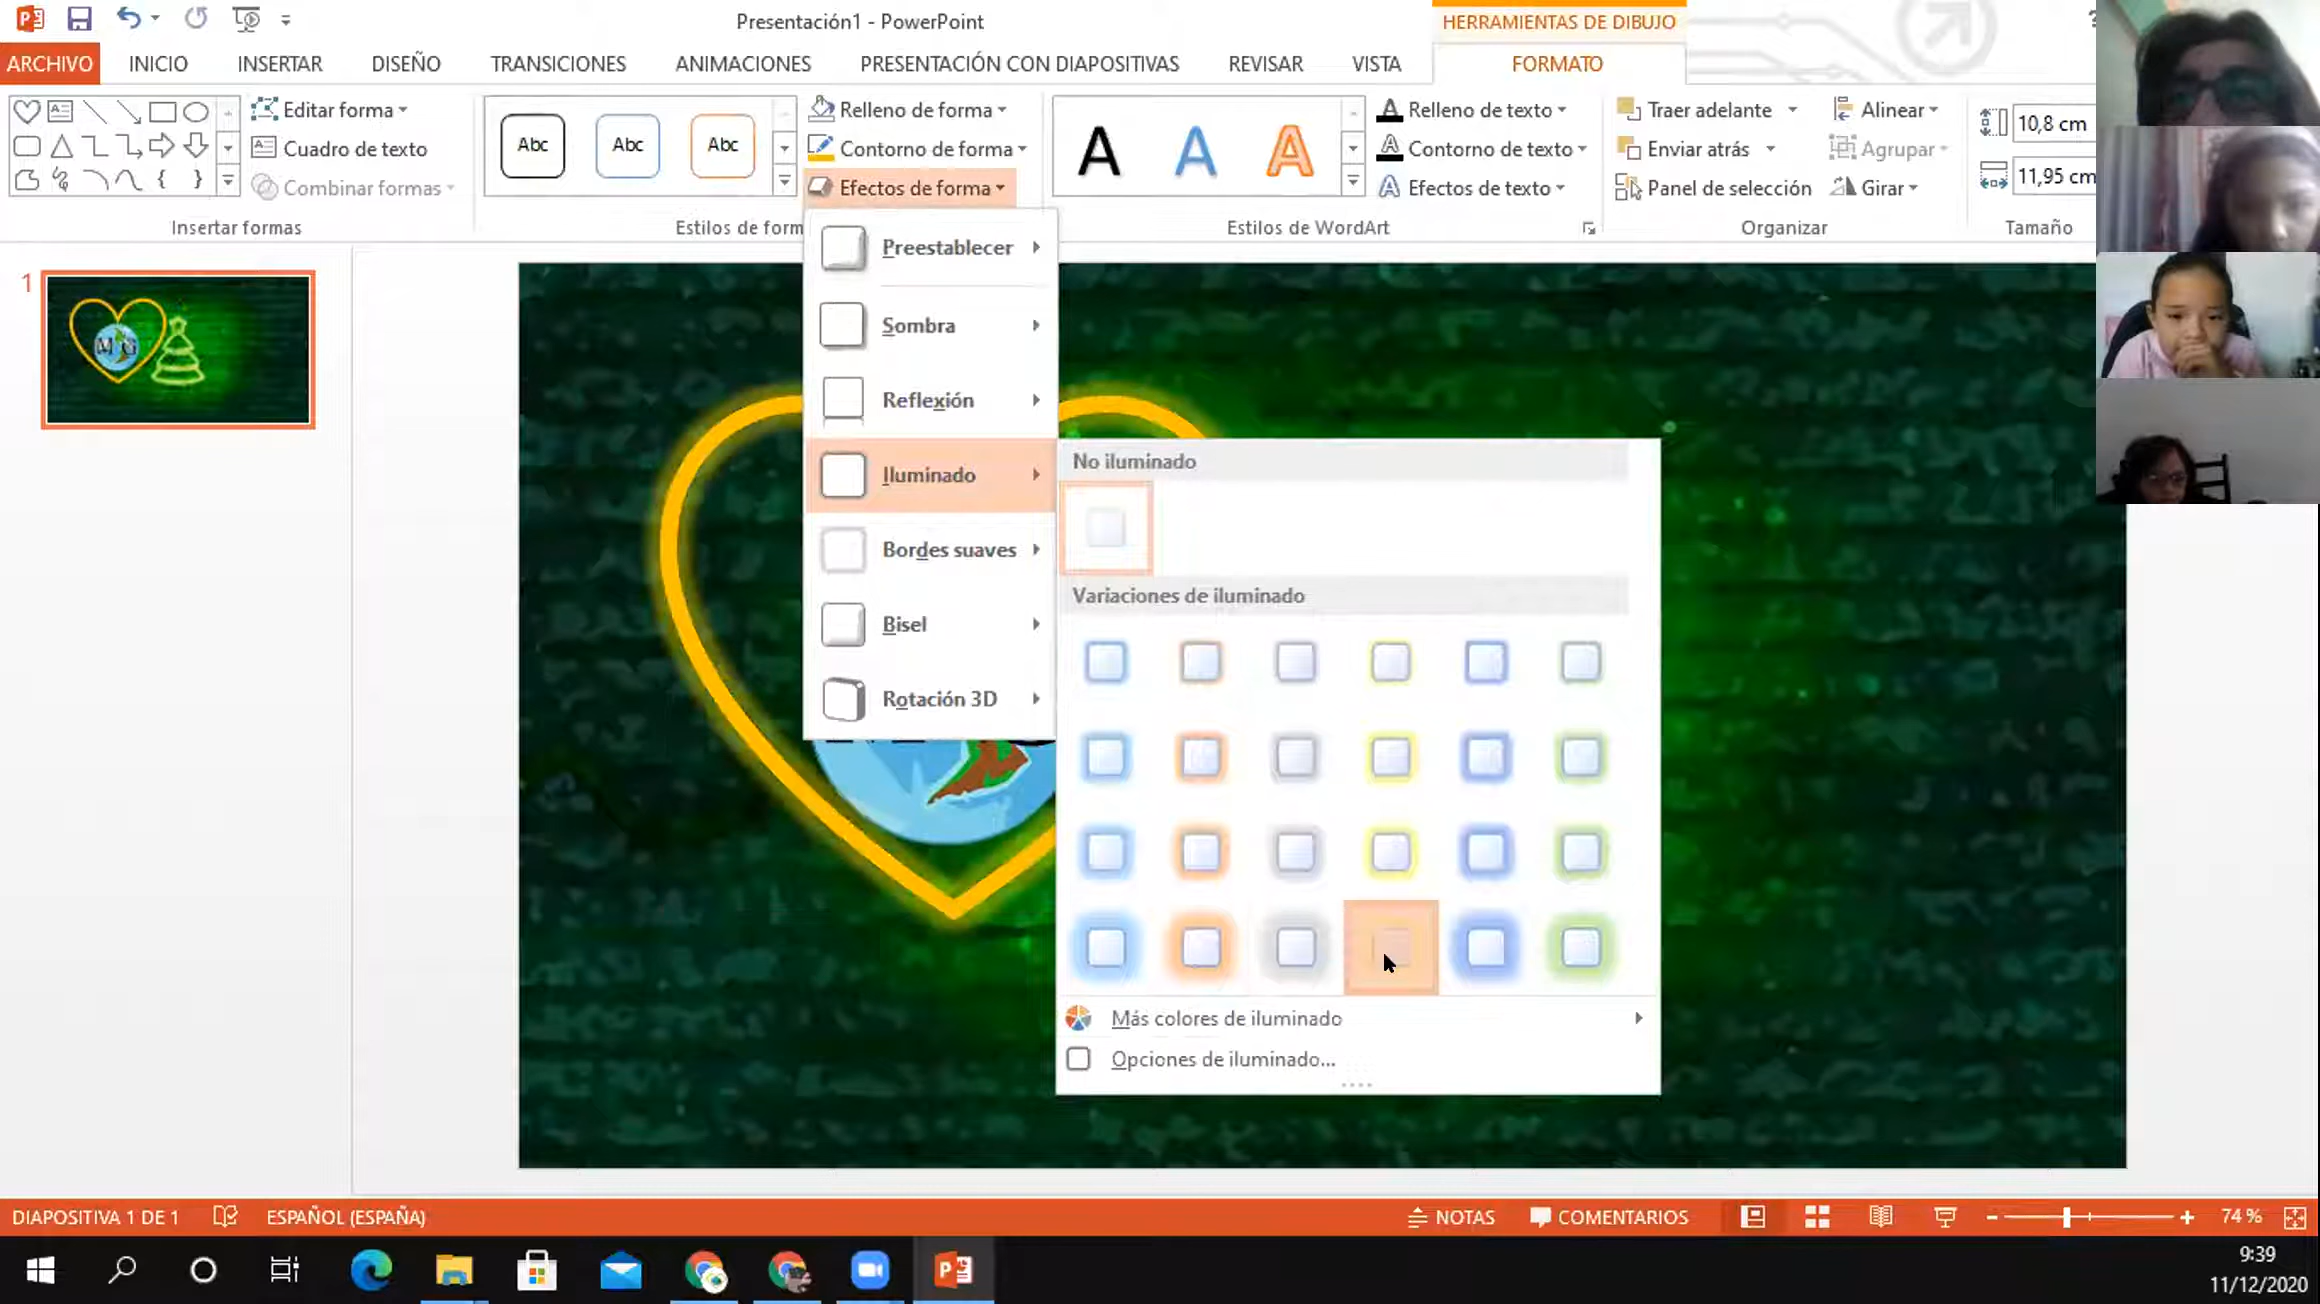 Presentación1 - PowerPoint
HERRAMIENTAS DE DIBUJO
?
ARCHIVO INICIO INSERTAR DISEÑO TRANSICIONES ANIMACIONES PRESENTACIÓN CON DIAPOSITIVAS REVISAR VISTA FORMATO
Editar forma
Cuadro de texto
Combinar formas
Insertar formas
Abc Abc Abc
Relleno de forma
Contorno de forma
Efectos de forma
Estilos de form
A A A
Relleno de texto
Contorno de texto
Efectos de texto
Estilos de WordArt
Traer adelante
Enviar atrás
Panel de selección
Alinear
Agrupar
Girar
Organizar
10,8 cm
11,95 cm
Tamaño
1
M G
Preestablecer
Sombra
Reflexión
Iluminado
Bordes suaves
Bisel
Rotación 3D
No iluminado
Variaciones de iluminado
Más colores de iluminado
Opciones de iluminado...
DIAPOSITIVA 1 DE 1 ESPAÑOL (ESPAÑA) NOTAS COMENTARIOS 74 %
9:39
11/12/2020